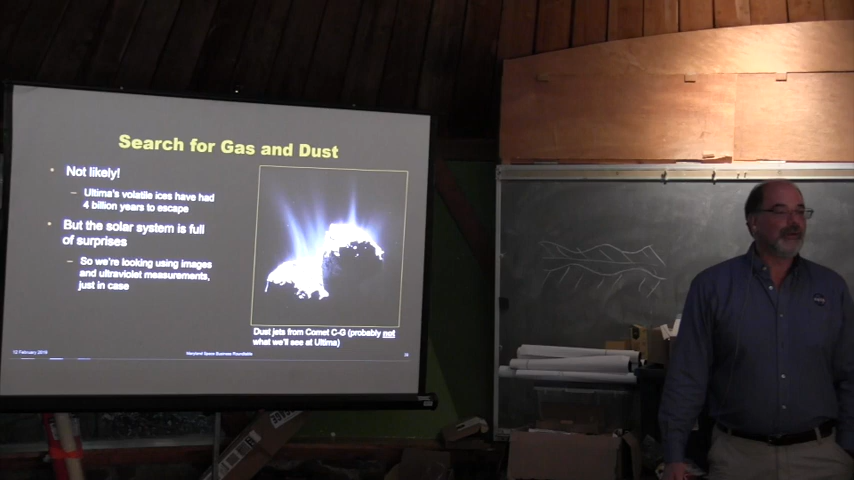 Search for Gas and Dust
• Not likely!
– Ultima's volatile ices have had
4 billion years to escape
• But the solar system is full
of surprises
– So we're looking using images
and ultraviolet measurements,
just in case
Dust jets from Comet C-G (probably not
what we'll see at Ultima)
12 February 2019
Maryland Space Business Roundtable